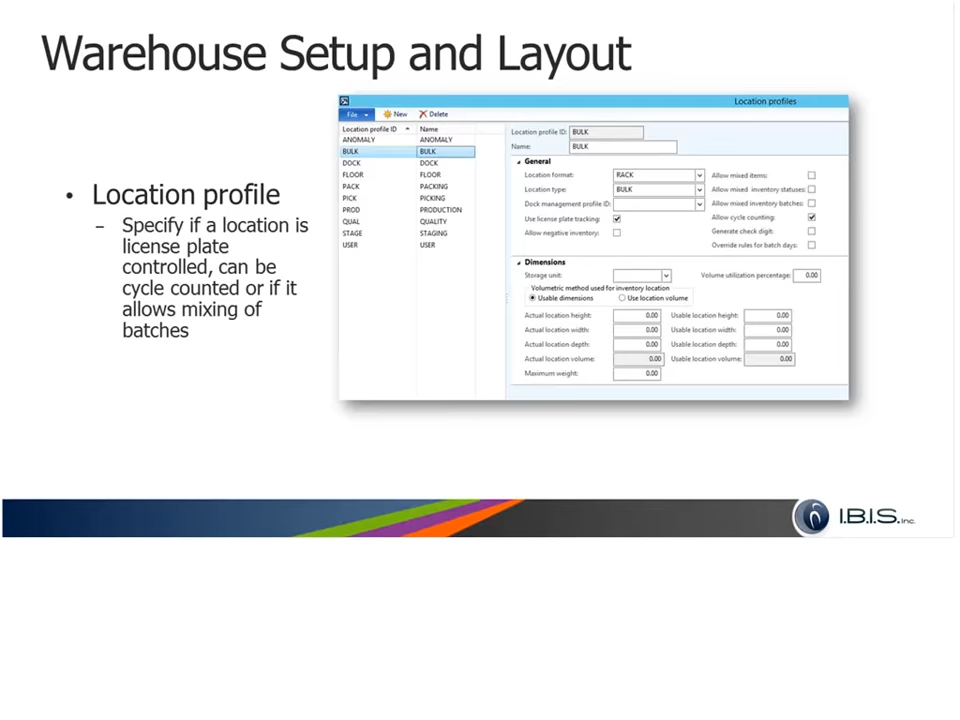 Warehouse Setup and Layout
• Location profile
– Specify if a location is
license plate
controlled, can be
cycle counted or if it
allows mixing of
batches
Location profiles
File New Delete
Location profile ID Name
ANOMALY ANOMALY
BULK BULK
DOCK DOCK
FLOOR FLOOR
PACK PACKING
PICK PICKING
PROD PRODUCTION
QUAL QUALITY
STAGE STAGING
USER USER
Location profile ID: BULK
Name: BULK
General
Location format: RACK
Location type: BULK
Dock management profile ID:
Use license plate tracking:
Allow negative inventory:
Allow mixed items:
Allow mixed inventory statuses:
Allow mixed inventory batches:
Allow cycle counting:
Generate check digit:
Override rules for batch days:
Dimensions
Storage unit: Volume utilization percentage: 0.00
Volumetric method used for inventory location
Usable dimensions Use location volume
Actual location height: 0.00 Usable location height: 0.00
Actual location width: 0.00 Usable location width: 0.00
Actual location depth: 0.00 Usable location depth: 0.00
Actual location volume: 0.00 Usable location volume: 0.00
Maximum weight: 0.00
I.B.I.S. Inc.